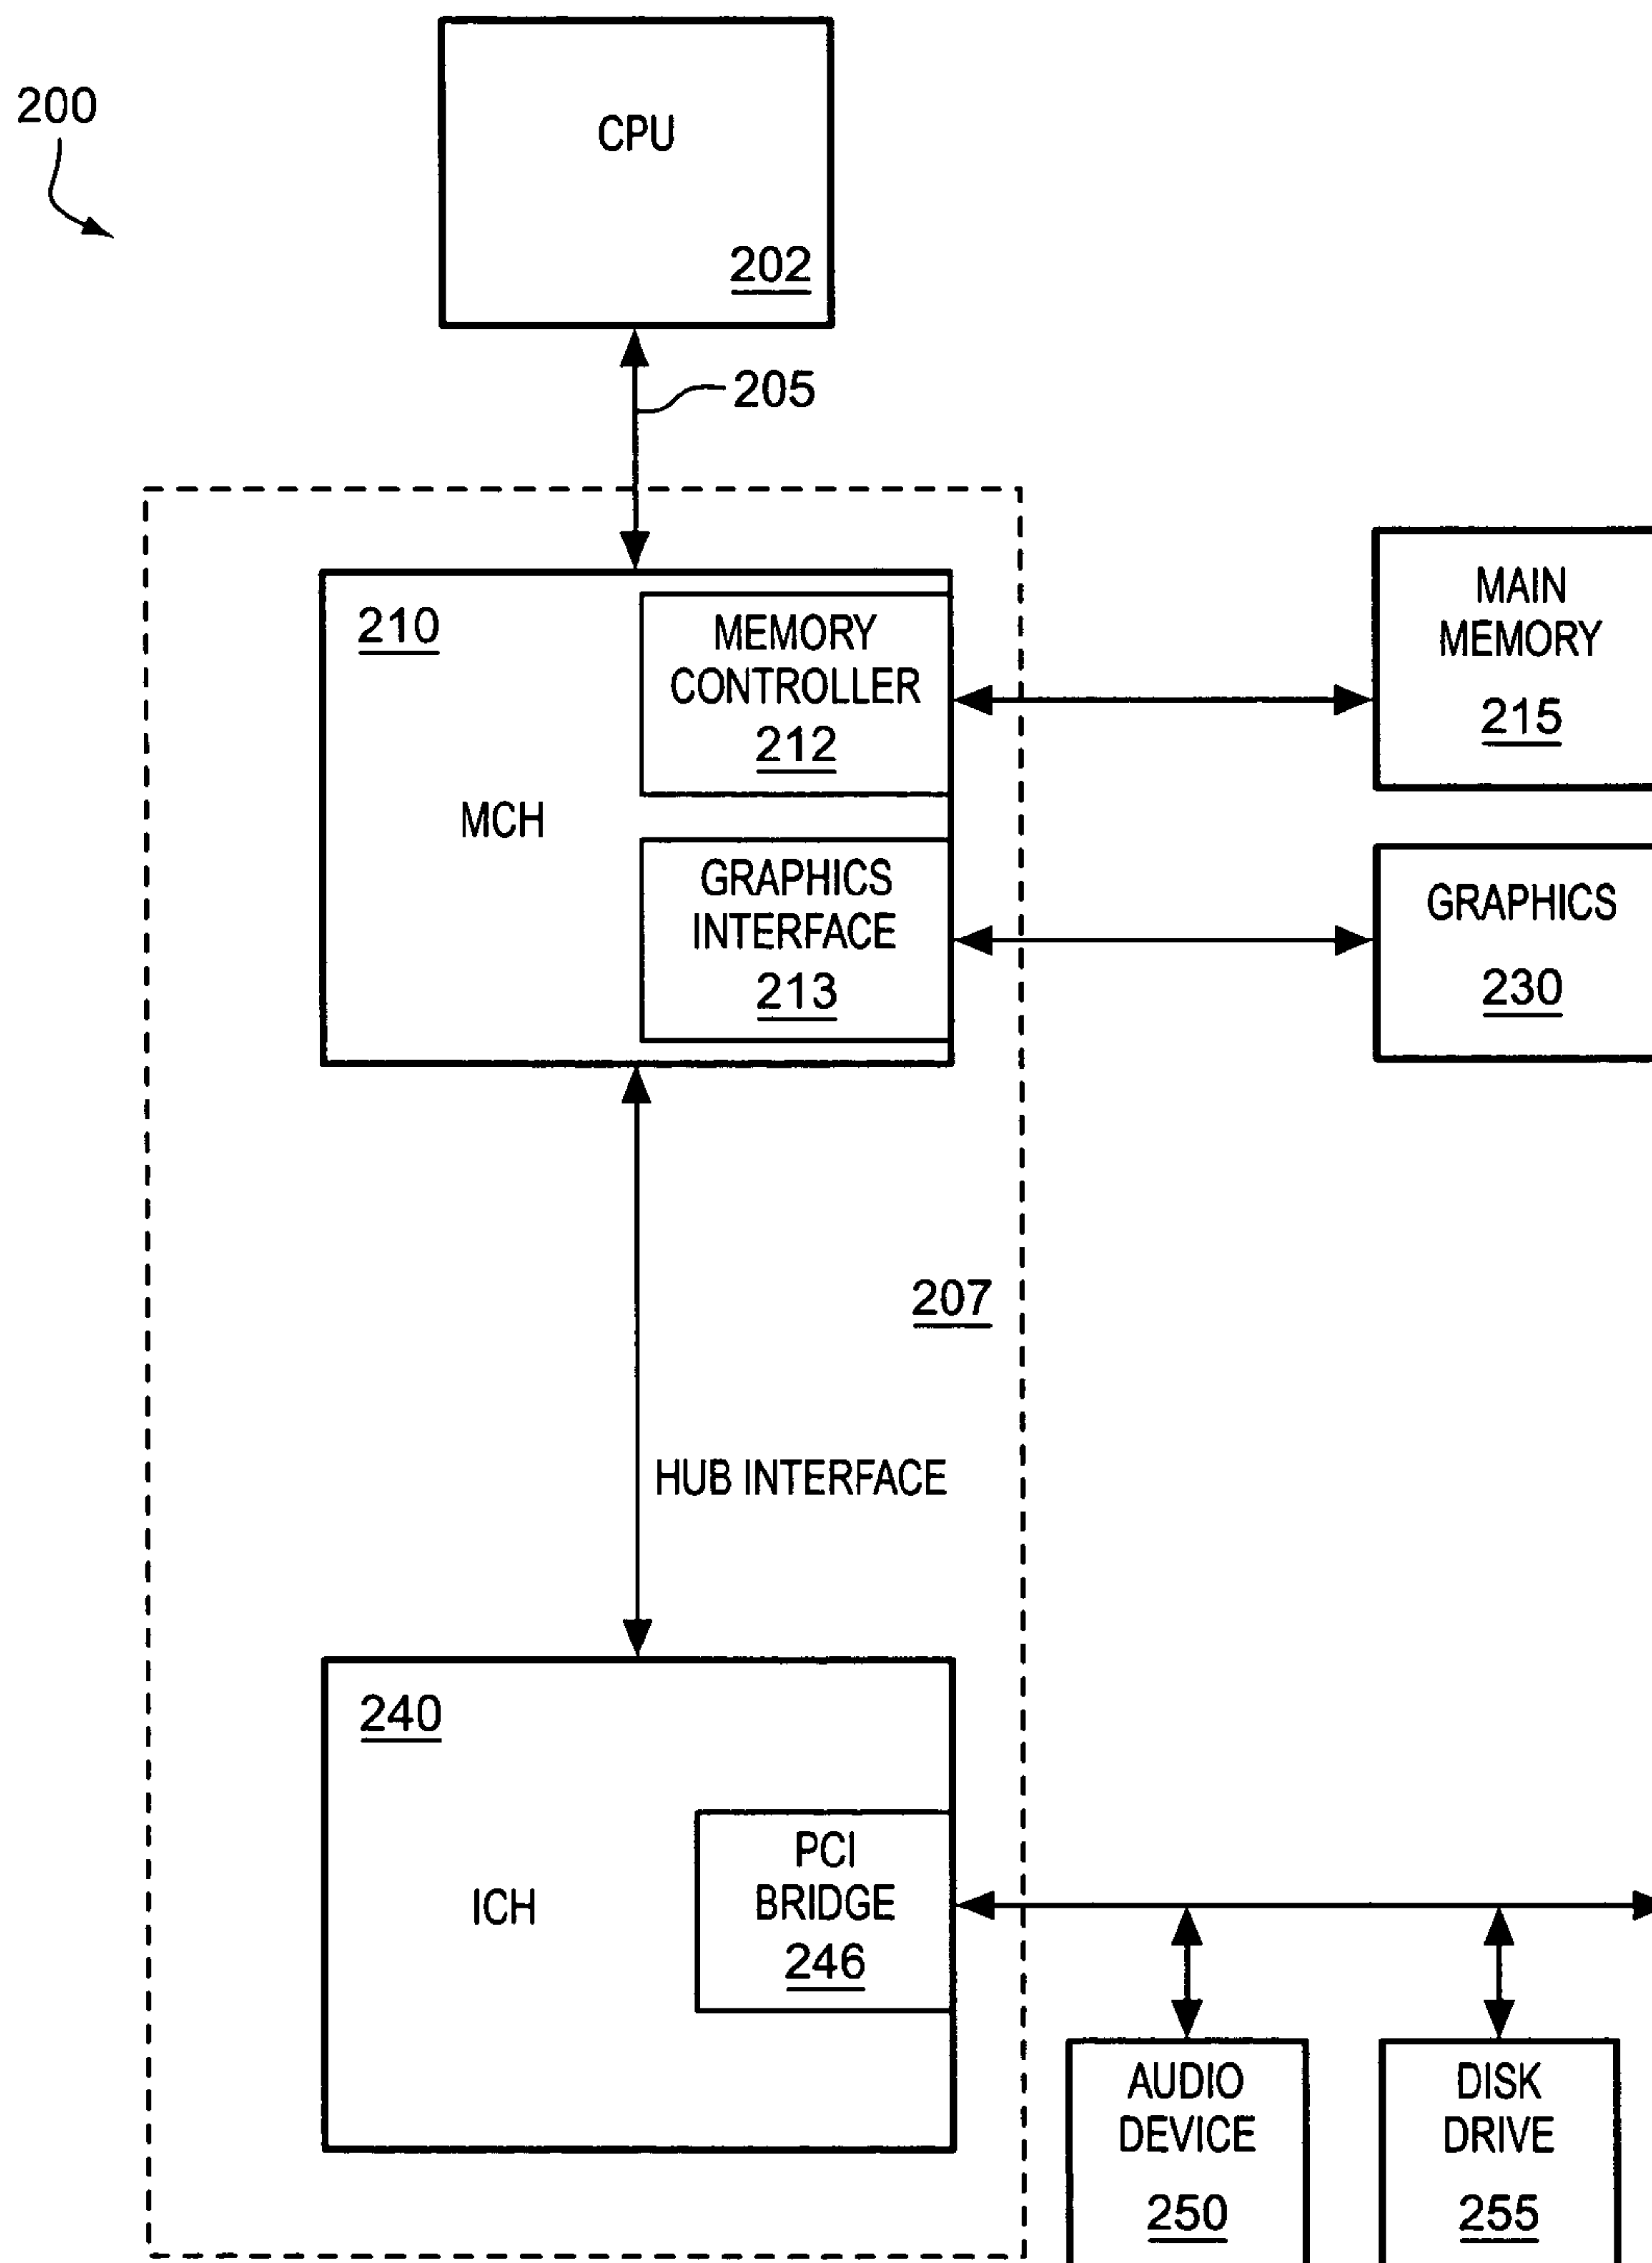 200
CPU
202
205
210
MEMORY
CONTROLLER
212
MCH
GRAPHICS
INTERFACE
213
MAIN
MEMORY
215
GRAPHICS
230
207
HUB INTERFACE
240
ICH
PCI
BRIDGE
246
AUDIO
DEVICE
250
DISK
DRIVE
255